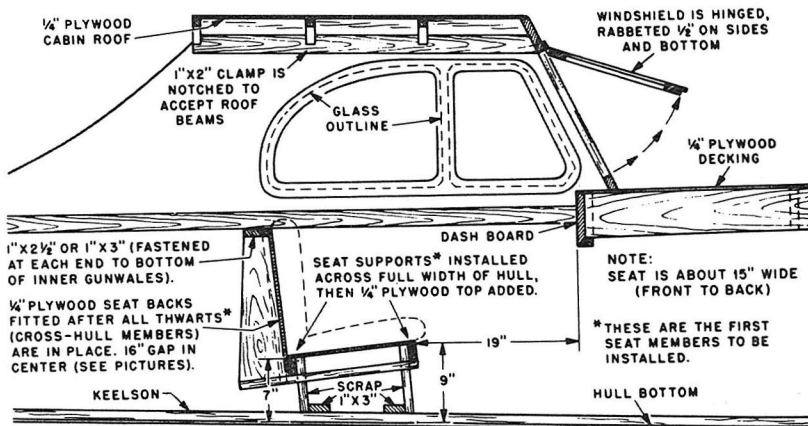 1/4" PLYWOOD
CABIN ROOF
WINDSHIELD IS HINGED,
RABBETED 1/2" ON SIDES
AND BOTTOM
1"X2" CLAMP IS
NOTCHED TO
ACCEPT ROOF
BEAMS
GLASS
OUTLINE
1/4" PLYWOOD
DECKING
DASH BOARD
1"X2 1/2" OR 1"X3" (FASTENED
AT EACH END TO BOTTOM
OF INNER GUNWALES).
1/4" PLYWOOD SEAT BACKS
FITTED AFTER ALL THWARTS*
(CROSS-HULL MEMBERS)
ARE IN PLACE. 16" GAP IN
CENTER (SEE PICTURES).
SEAT SUPPORTS* INSTALLED
ACROSS FULL WIDTH OF HULL,
THEN 1/4" PLYWOOD TOP ADDED.
NOTE:
SEAT IS ABOUT 15" WIDE
(FRONT TO BACK)
*THESE ARE THE FIRST
SEAT MEMBERS TO BE
INSTALLED.
19"
7"
SCRAP
1"X3"
9"
KEELSON
HULL BOTTOM